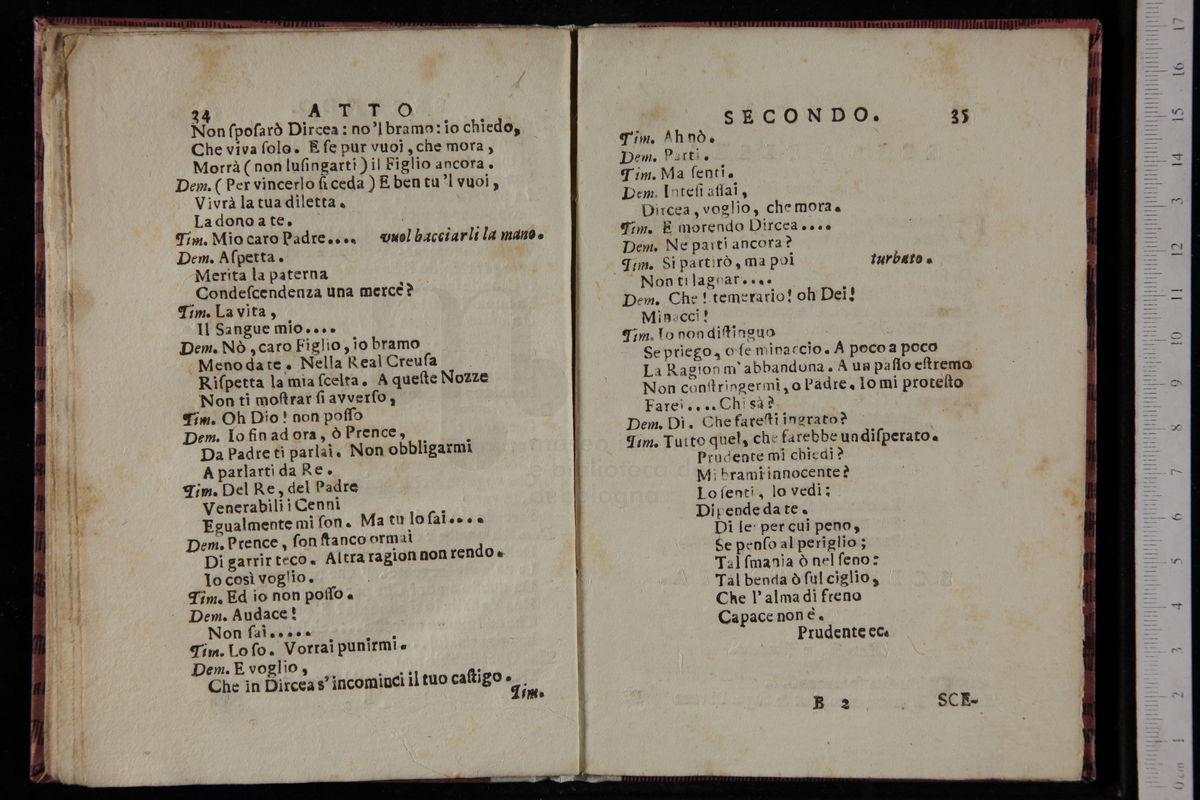 34 ATTO
Non ſpoſarò Dircea: no'l bramo: io chiedo,
Che viva ſolo. E ſe pur vuoi, che mora,
Morrà (non luſingarti) il Figlio ancora.
Dem. (Per vincerlo ſi ceda) E ben tu 'l vuoi,
Vivrà la tua diletta.
La dono a te.
Tim. Mio caro Padre.... vuol bacciarli la mano.
Dem. Aſpetta.
Merita la paterna
Condeſcendenza una mercè?
Tim. La vita,
Il Sangue mio....
Dem. Nò, caro Figlio, io bramo
Meno da te. Nella Real Creuſa
Riſpetta la mia ſcelta. A queſte Nozze
Non ti moſtrar ſi avverſo,
Tim. Oh Dio! non poſſo
Dem. Io fin ad ora, ò Prence,
Da Padre ti parlai. Non obbligarmi
A parlarti da Re.
Tim. Del Re, del Padre
Venerabili i Cenni
Egualmente mi ſon. Ma tu lo ſai....
Dem. Prence, ſon ſtanco ormai
Di garrir teco. Altra ragion non rendo.
Io così voglio.
Tim. Ed io non poſſo.
Dem. Audace!
Non ſai.....
Tim. Lo ſo. Vorrai punirmi.
Dem. E voglio,
Che in Dircea s'incominci il tuo caſtigo.
Tim.
SECONDO. 35
Tim. Ah nò.
Dem. Parti.
Tim. Ma ſenti.
Dem. Inteſi aſſai,
Dircea, voglio, che mora.
Tim. E morendo Dircea....
Dem. Ne parti ancora?
Tim. Si partirò, ma poi turbato.
Non ti lagnar....
Dem. Che! temerario! oh Dei!
Minacci!
Tim. Io non diſtinguo
Se priego, o ſe minaccio. A poco a poco
La Ragion m'abbandona. A un paſſo eſtremo
Non conſtringermi, o Padre. Io mi proteſto
Farei.... Chi sà?
Dem. Di. Che fareſti ingrato?
Tim. Tutto quel, che farebbe un diſperato.
Prudente mi chiedi?
Mi brami innocente?
Lo ſenti, lo vedi;
Dipende da te.
Di lei per cui peno,
Se penſo al periglio;
Tal ſmania ò nel ſeno:
Tal benda ò ſul ciglio,
Che l'alma di freno
Capace non è.
Prudente ec.
B 2 SCE-